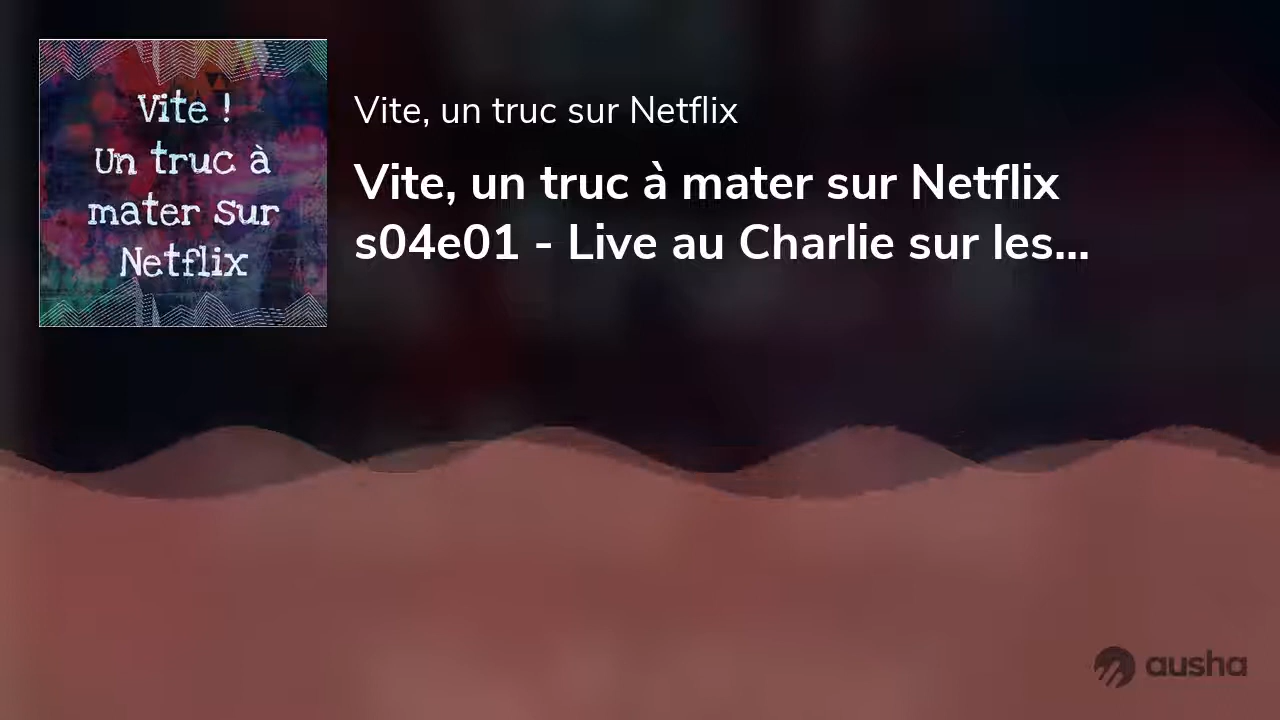 Vite !
Un truc à
mater sur
Netflix
Vite, un truc sur Netflix
Vite, un truc à mater sur Netflix
s04e01 - Live au Charlie sur les...
ausha